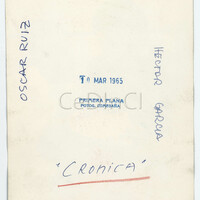 OSCAR RUIZ
HECTOR GARCIA
10 MAR 1965
PRIMERA PLANA
"CRONICA"